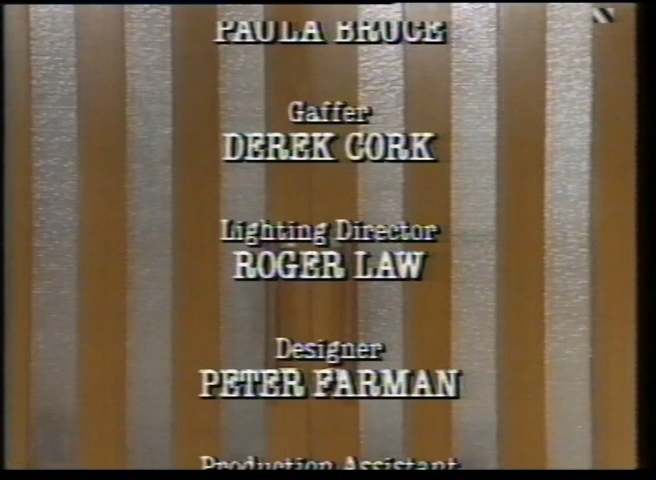 PAULA BRUCE
Gaffer
DEREK CORK
Lighting Director
ROGER LAW
Designer
PETER FARMAN
Production Assistant